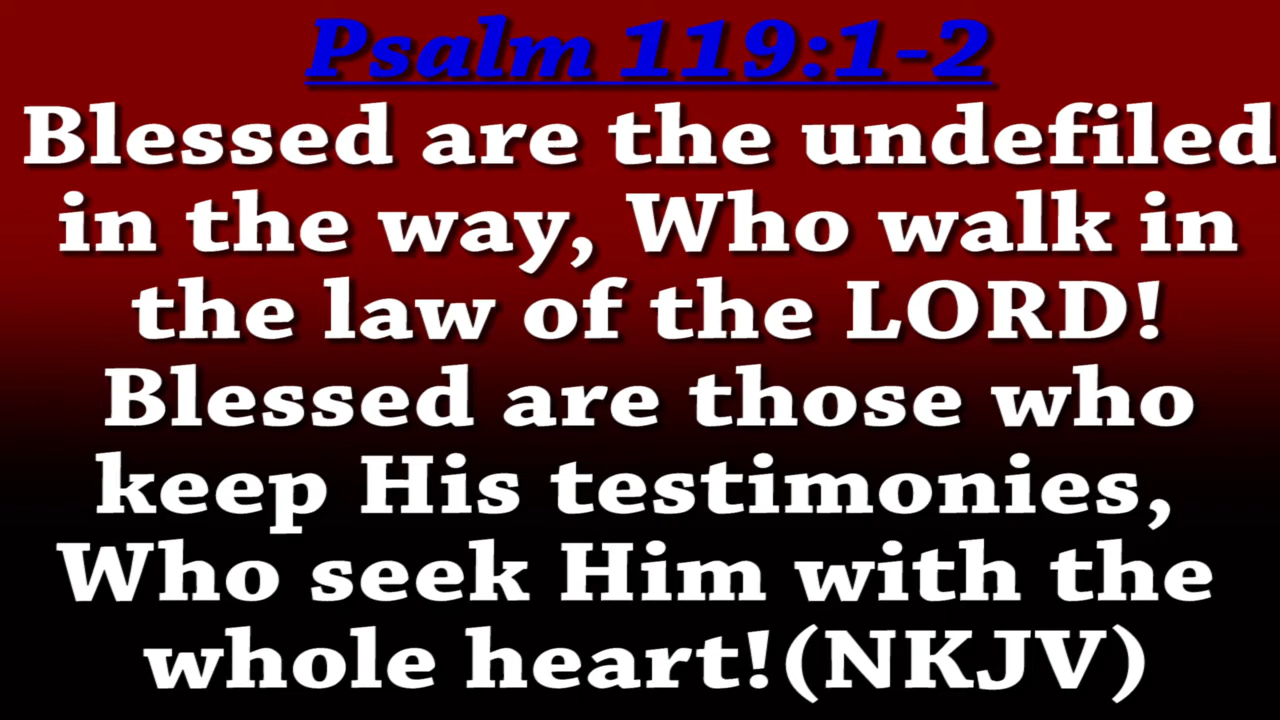 Psalm 119:1-2
Blessed are the undefiled
in the way, Who walk in
the law of the LORD!
Blessed are those who
keep His testimonies,
Who seek Him with the
whole heart!(NKJV)